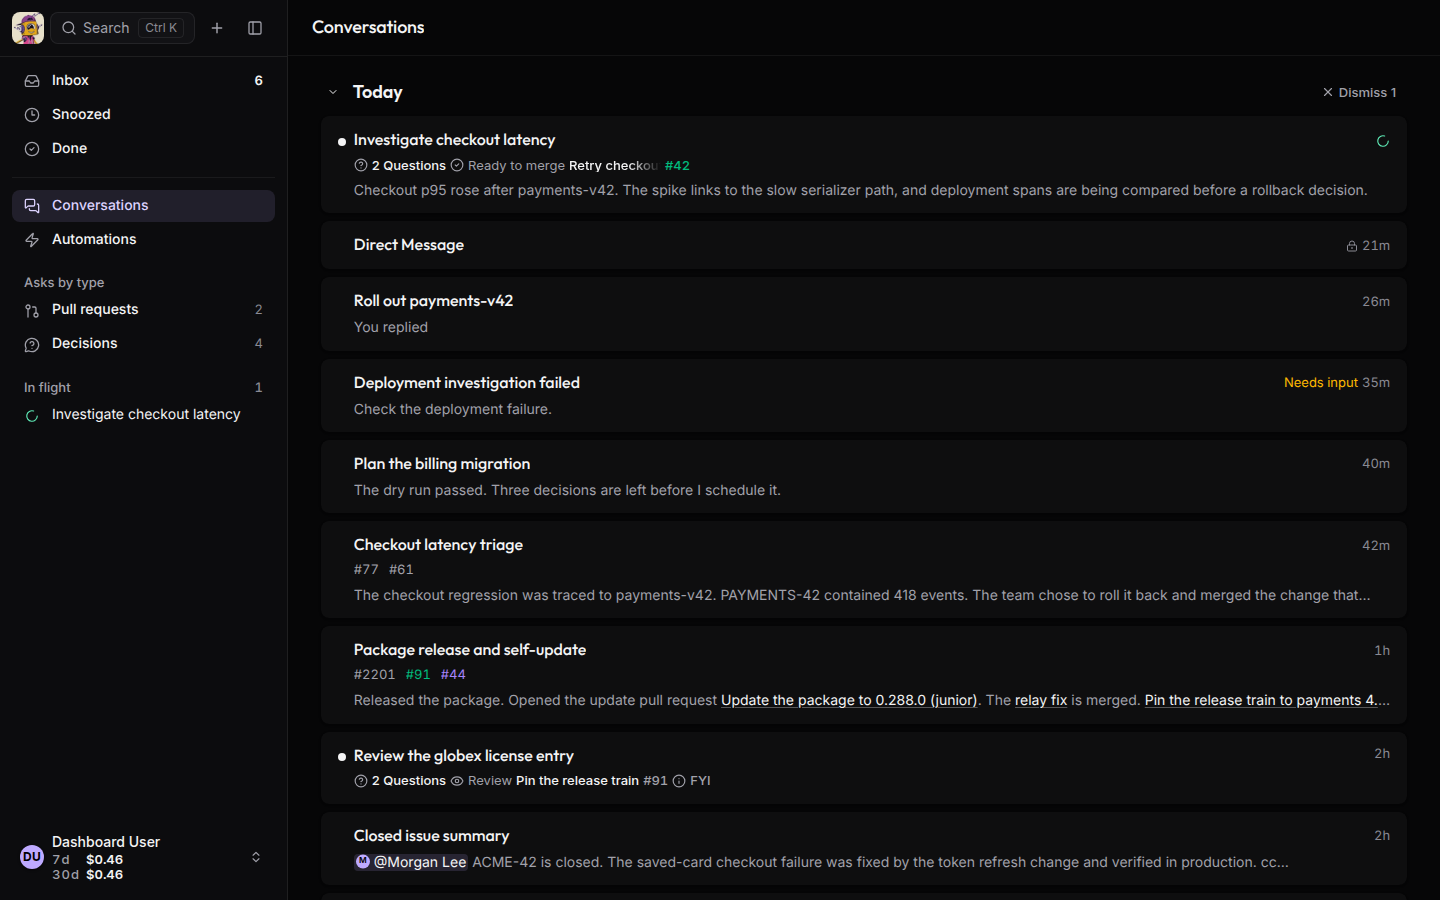 Search Ctrl K
Inbox 6
Snoozed
Done
Conversations
Automations
Asks by type
Pull requests 2
Decisions 4
In flight 1
Investigate checkout latency
DU Dashboard User
7d $0.46
30d $0.46
Conversations
Today Dismiss 1
Investigate checkout latency
2 Questions Ready to merge Retry checkou #42
Checkout p95 rose after payments-v42. The spike links to the slow serializer path, and deployment spans are being compared before a rollback decision.
Direct Message 21m
Roll out payments-v42 26m
You replied
Deployment investigation failed Needs input 35m
Check the deployment failure.
Plan the billing migration 40m
The dry run passed. Three decisions are left before I schedule it.
Checkout latency triage 42m
#77 #61
The checkout regression was traced to payments-v42. PAYMENTS-42 contained 418 events. The team chose to roll it back and merged the change that...
Package release and self-update 1h
#2201 #91 #44
Released the package. Opened the update pull request Update the package to 0.288.0 (junior). The relay fix is merged. Pin the release train to payments 4....
Review the globex license entry 2h
2 Questions Review Pin the release train #91 FYI
Closed issue summary 2h
M @Morgan Lee ACME-42 is closed. The saved-card checkout failure was fixed by the token refresh change and verified in production. cc...